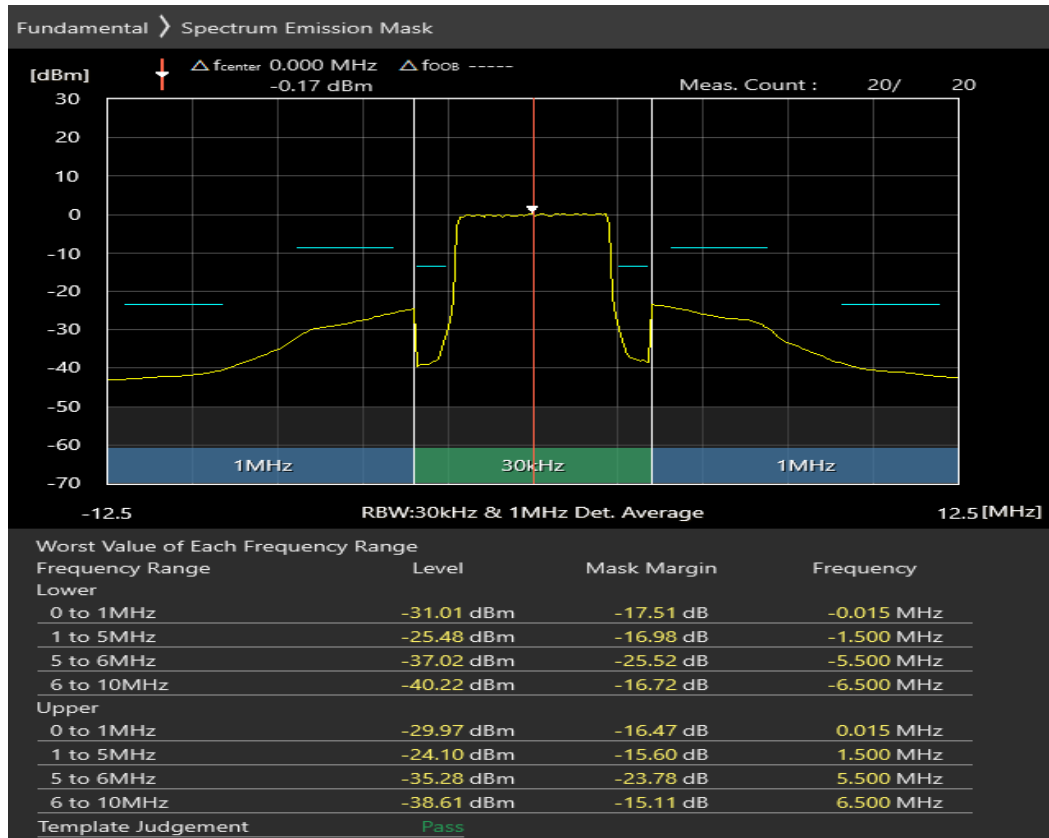 Fundamental ❯ Spectrum Emission Mask
[dBm] △ fcenter 0.000 MHz △ fOOB -----
-0.17 dBm Meas. Count : 20/ 20
30
20
10
0
-10
-20
-30
-40
-50
-60
-70
1MHz 30kHz 1MHz
-12.5 RBW:30kHz & 1MHz Det. Average 12.5 [MHz]
Worst Value of Each Frequency Range
Frequency Range Level Mask Margin Frequency
Lower
0 to 1MHz -31.01 dBm -17.51 dB -0.015 MHz
1 to 5MHz -25.48 dBm -16.98 dB -1.500 MHz
5 to 6MHz -37.02 dBm -25.52 dB -5.500 MHz
6 to 10MHz -40.22 dBm -16.72 dB -6.500 MHz
Upper
0 to 1MHz -29.97 dBm -16.47 dB 0.015 MHz
1 to 5MHz -24.10 dBm -15.60 dB 1.500 MHz
5 to 6MHz -35.28 dBm -23.78 dB 5.500 MHz
6 to 10MHz -38.61 dBm -15.11 dB 6.500 MHz
Template Judgement Pass